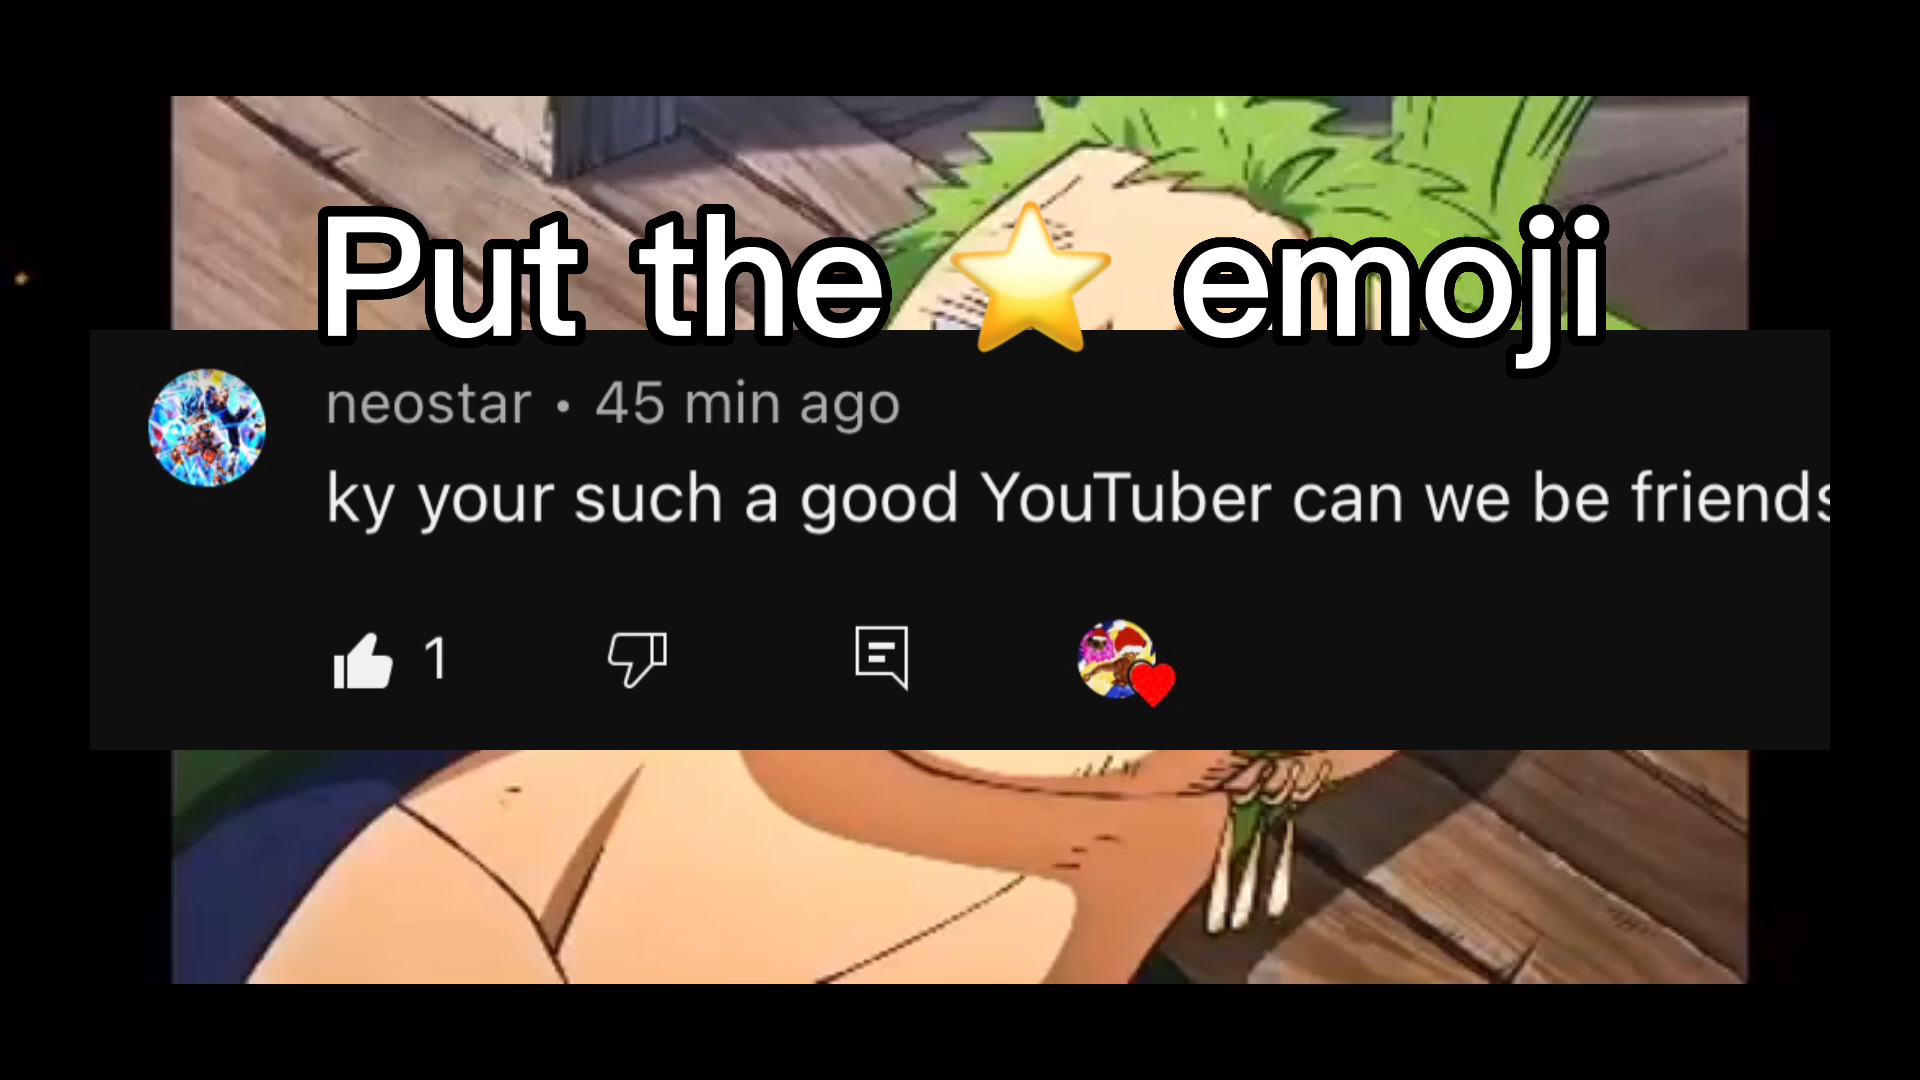 Put the ⭐ emoji
neostar • 45 min ago
ky your such a good YouTuber can we be friends
1